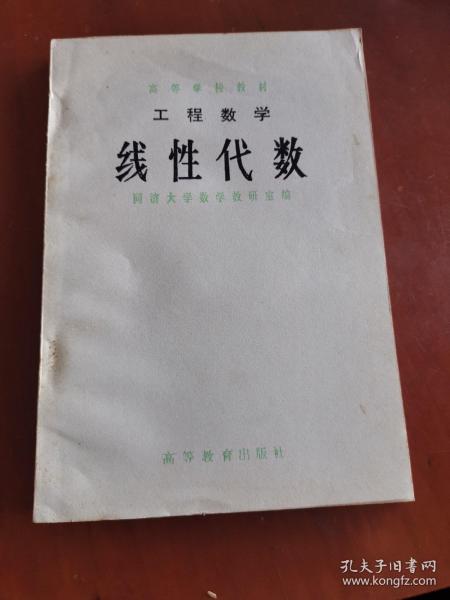 高等学校教材
工程数学
线性代数
同济大学数学教研室编
高等教育出版社
孔夫子旧书网
www.kongfz.com